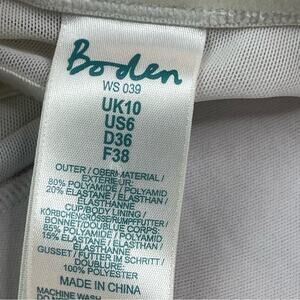 Boden
WS 039
UK10
US6
D36
F38
OUTER / OBERMATERIAL /
EXTERIEUR:
80% POLYAMIDE / POLYAMID
20% ELASTANE / ELASTHAN /
ELASTHANNE
CUP/BODY LINING /
KÖRBCHENGRÖSSE/RUMPFFUTTER /
BONNET/DOUBLURE CORPS:
85% POLYAMIDE / POLYAMID
15% ELASTANE / ELASTHAN /
ELASTHANNE
GUSSET / FUTTER IM SCHRITT /
DOUBLURE:
100% POLYESTER
MADE IN CHINA
MACHINE WASH